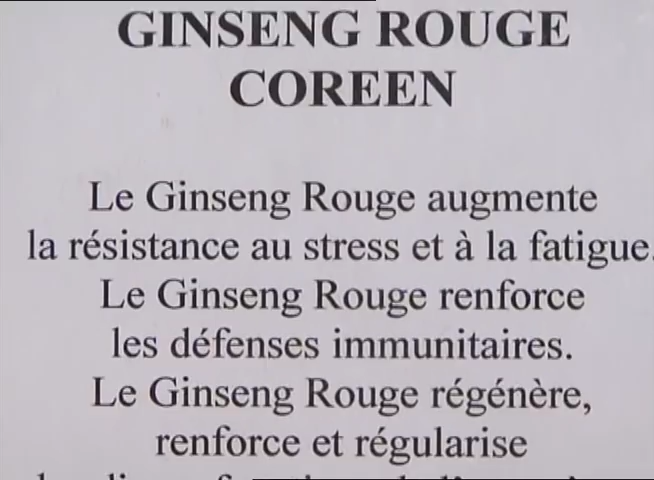 GINSENG ROUGE
COREEN
Le Ginseng Rouge augmente
la résistance au stress et à la fatigue.
Le Ginseng Rouge renforce
les défenses immunitaires.
Le Ginseng Rouge régénère,
renforce et régularise